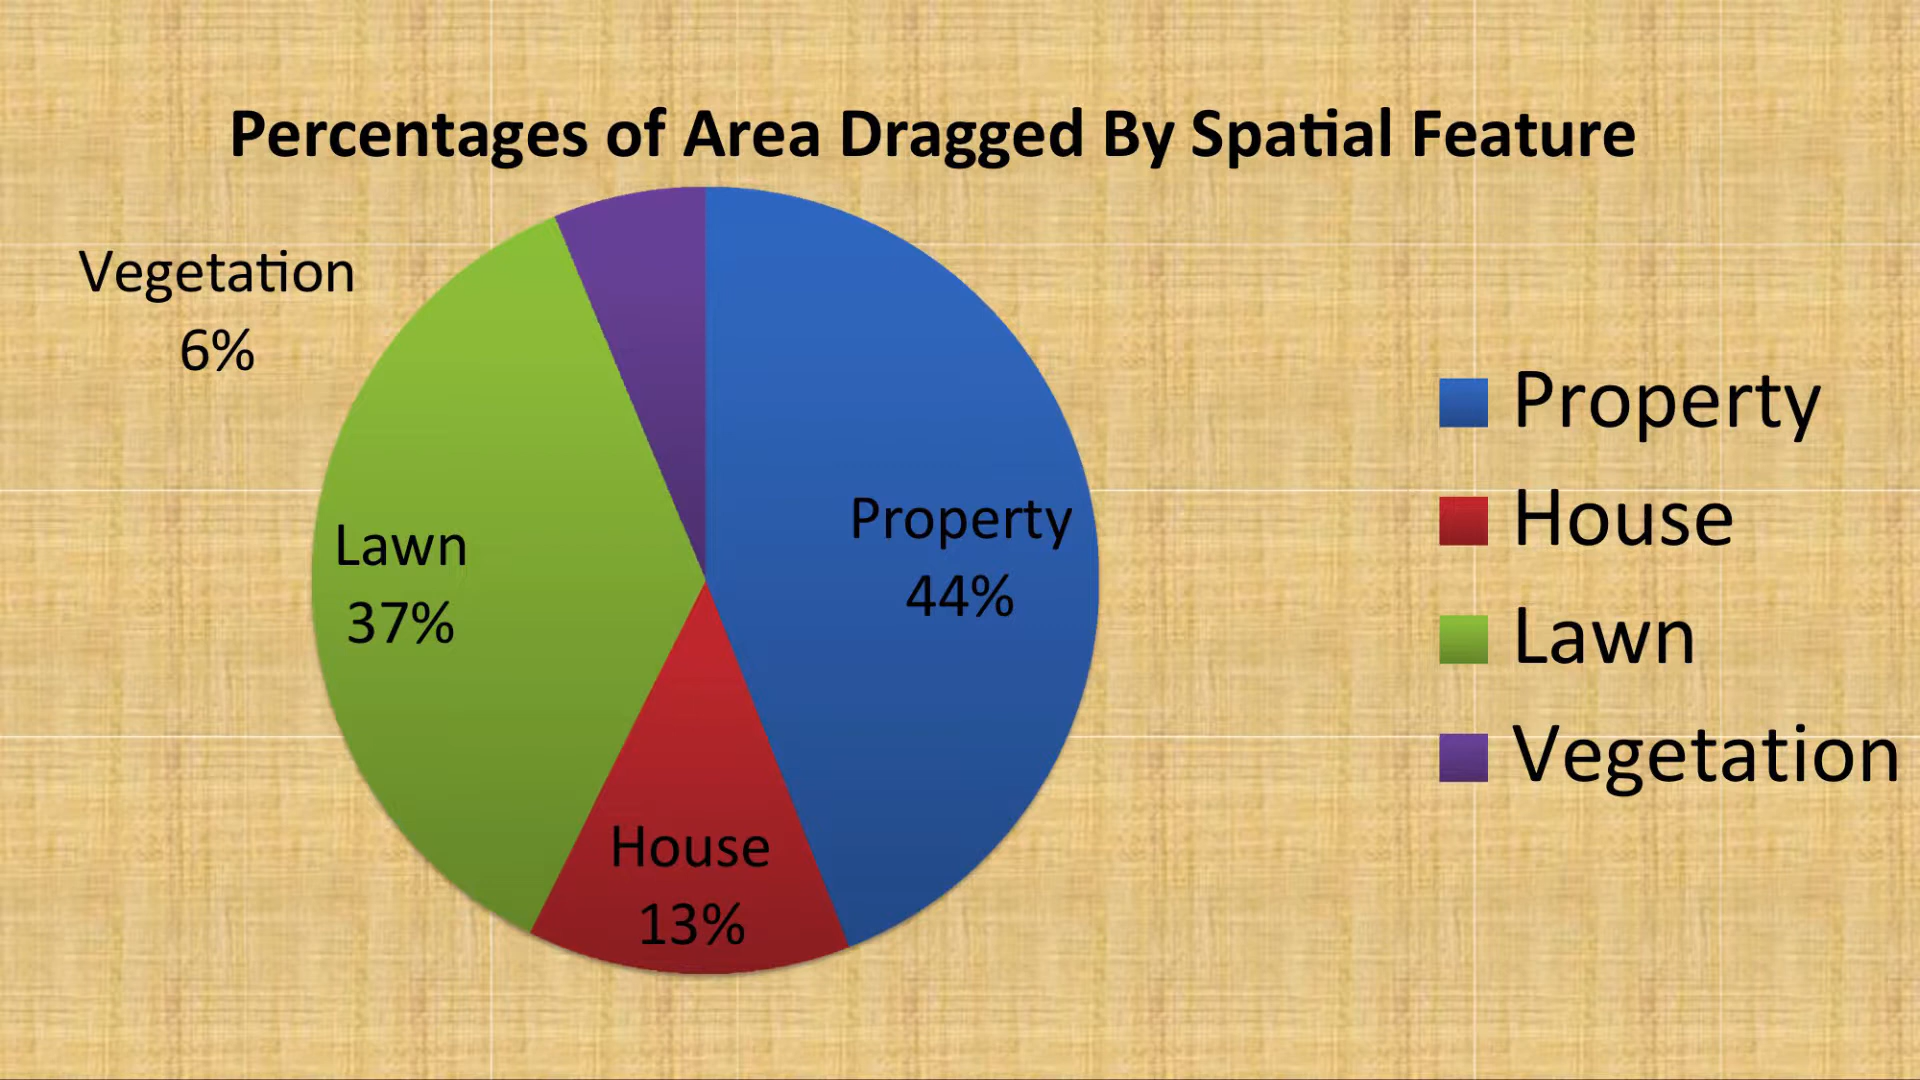 Percentages of Area Dragged By Spatial Feature
Vegetation
6%
Lawn
37%
Property
44%
House
13%
Property
House
Lawn
Vegetation